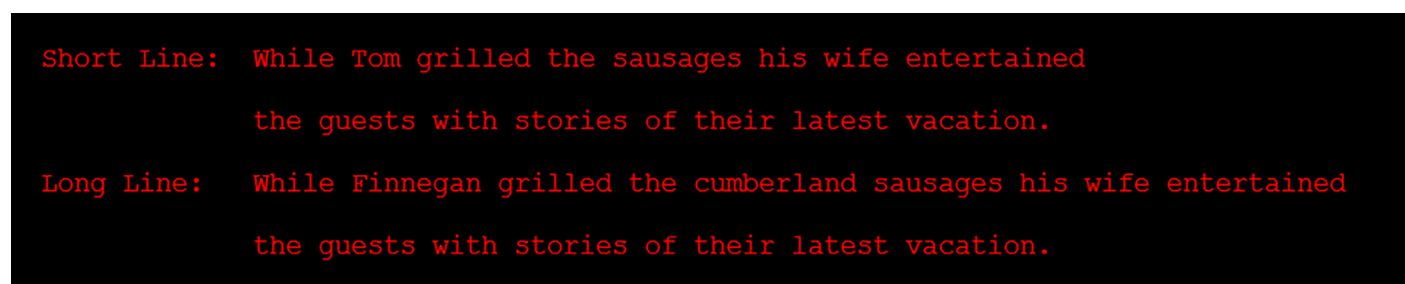 Short Line: While Tom grilled the sausages his wife entertained
the guests with stories of their latest vacation.
Long Line: While Finnegan grilled the cumberland sausages his wife entertained
the guests with stories of their latest vacation.